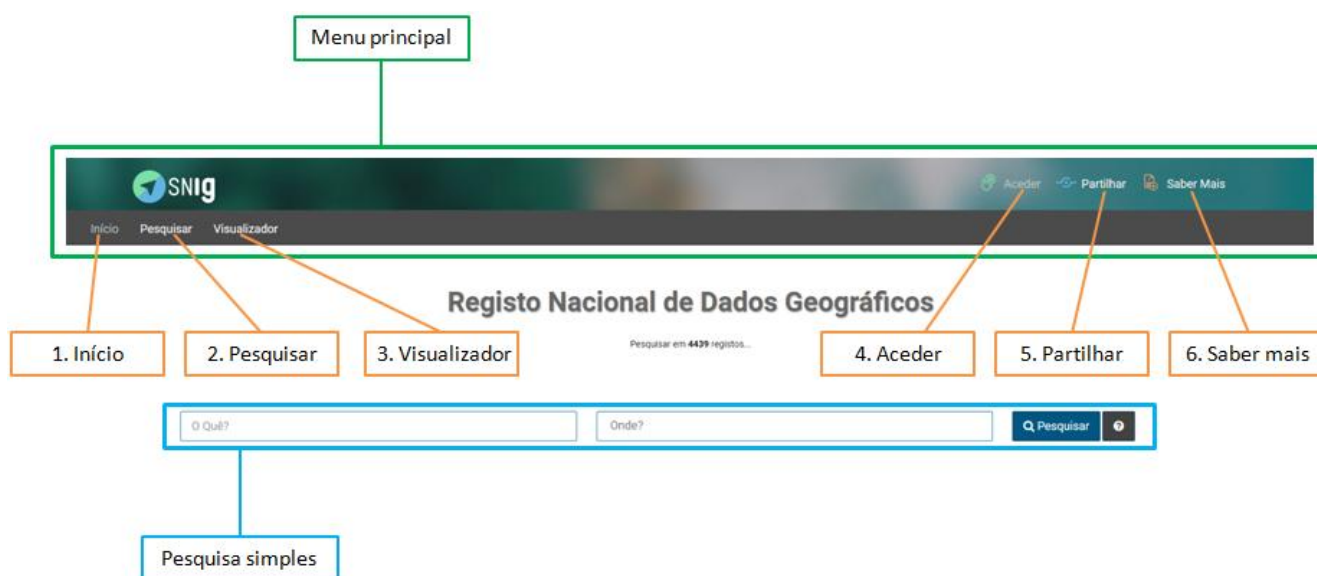 Menu principal
SNIg
Aceder Partilhar Saber Mais
Início Pesquisar Visualizador
Registo Nacional de Dados Geográficos
Pesquisar em 4439 registos...
1. Início 2. Pesquisar 3. Visualizador 4. Aceder 5. Partilhar 6. Saber mais
O Quê? Onde? Pesquisar ?
Pesquisa simples